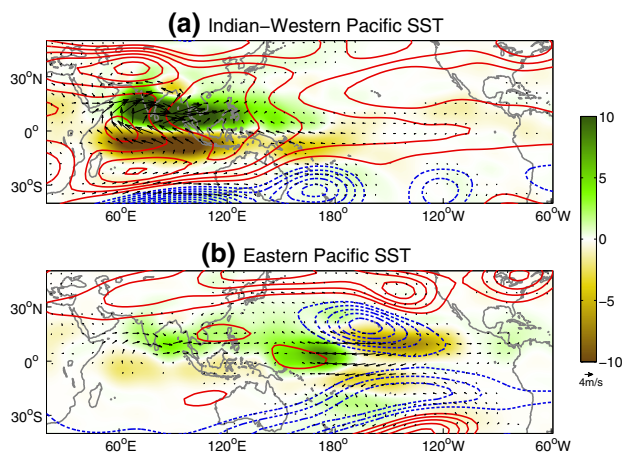 (a) Indian-Western Pacific SST
30°N
0°
30°S
60°E 120°E 180° 120°W 60°W
(b) Eastern Pacific SST
30°N
0°
30°S
60°E 120°E 180° 120°W 60°W
10
5
0
−5
−10
4m/s